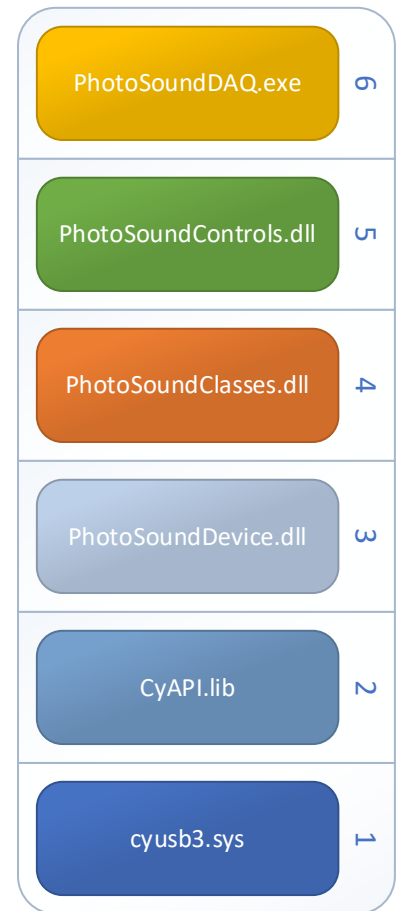 PhotoSoundDAQ.exe
6
PhotoSoundControls.dll
5
PhotoSoundClasses.dll
4
PhotoSoundDevice.dll
3
CyAPI.lib
2
cyusb3.sys
1